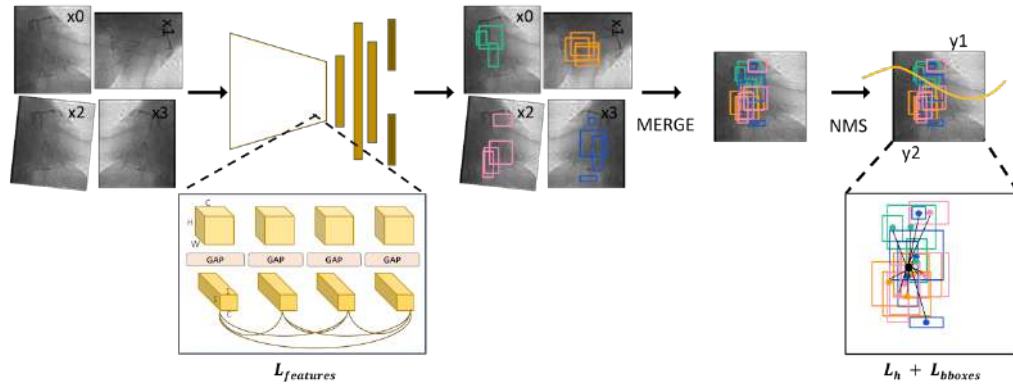 x0
x1
x2
x3
x0
x1
x2
x3
MERGE
NMS
y1
y2
C
H
W
GAP GAP GAP GAP
C
L_features
L_h + L_bboxes